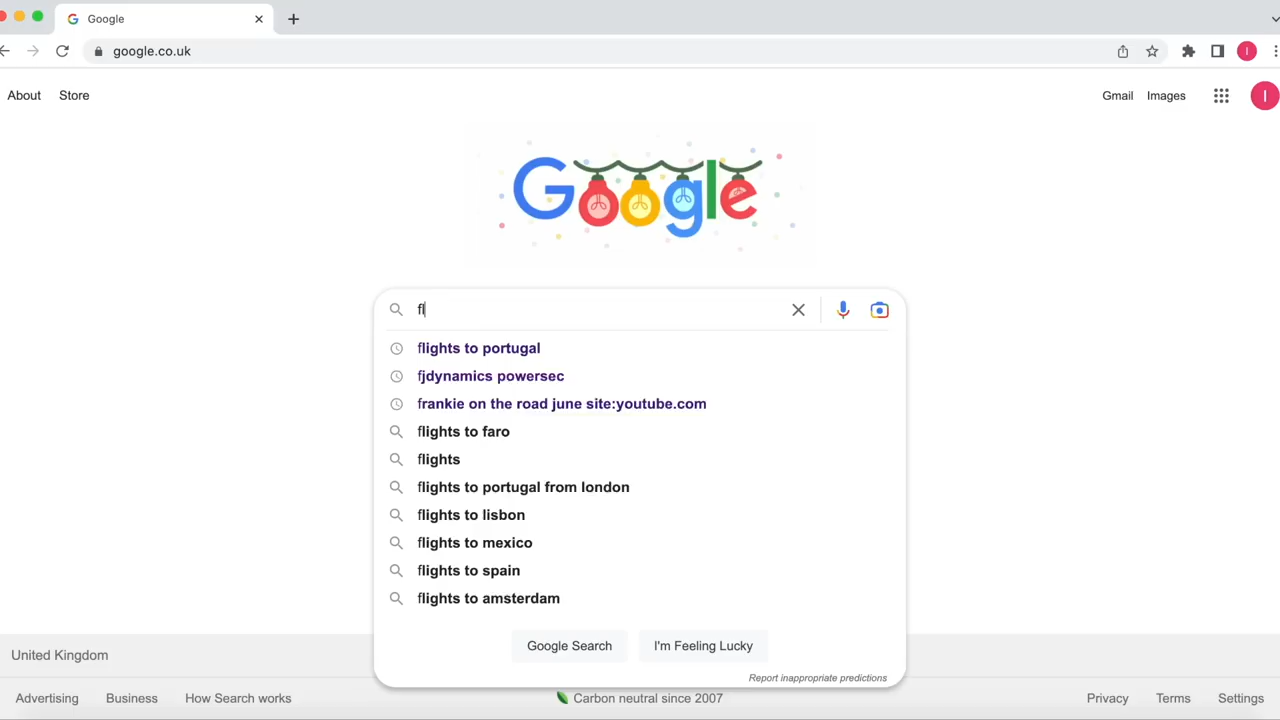 Google
google.co.uk
I
About Store
Gmail Images
I
Google
fl
flights to portugal
fjdynamics powersec
frankie on the road june site:youtube.com
flights to faro
flights
flights to portugal from london
flights to lisbon
flights to mexico
flights to spain
flights to amsterdam
Google Search I'm Feeling Lucky
Report inappropriate predictions
United Kingdom
Advertising Business How Search works Carbon neutral since 2007 Privacy Terms Settings